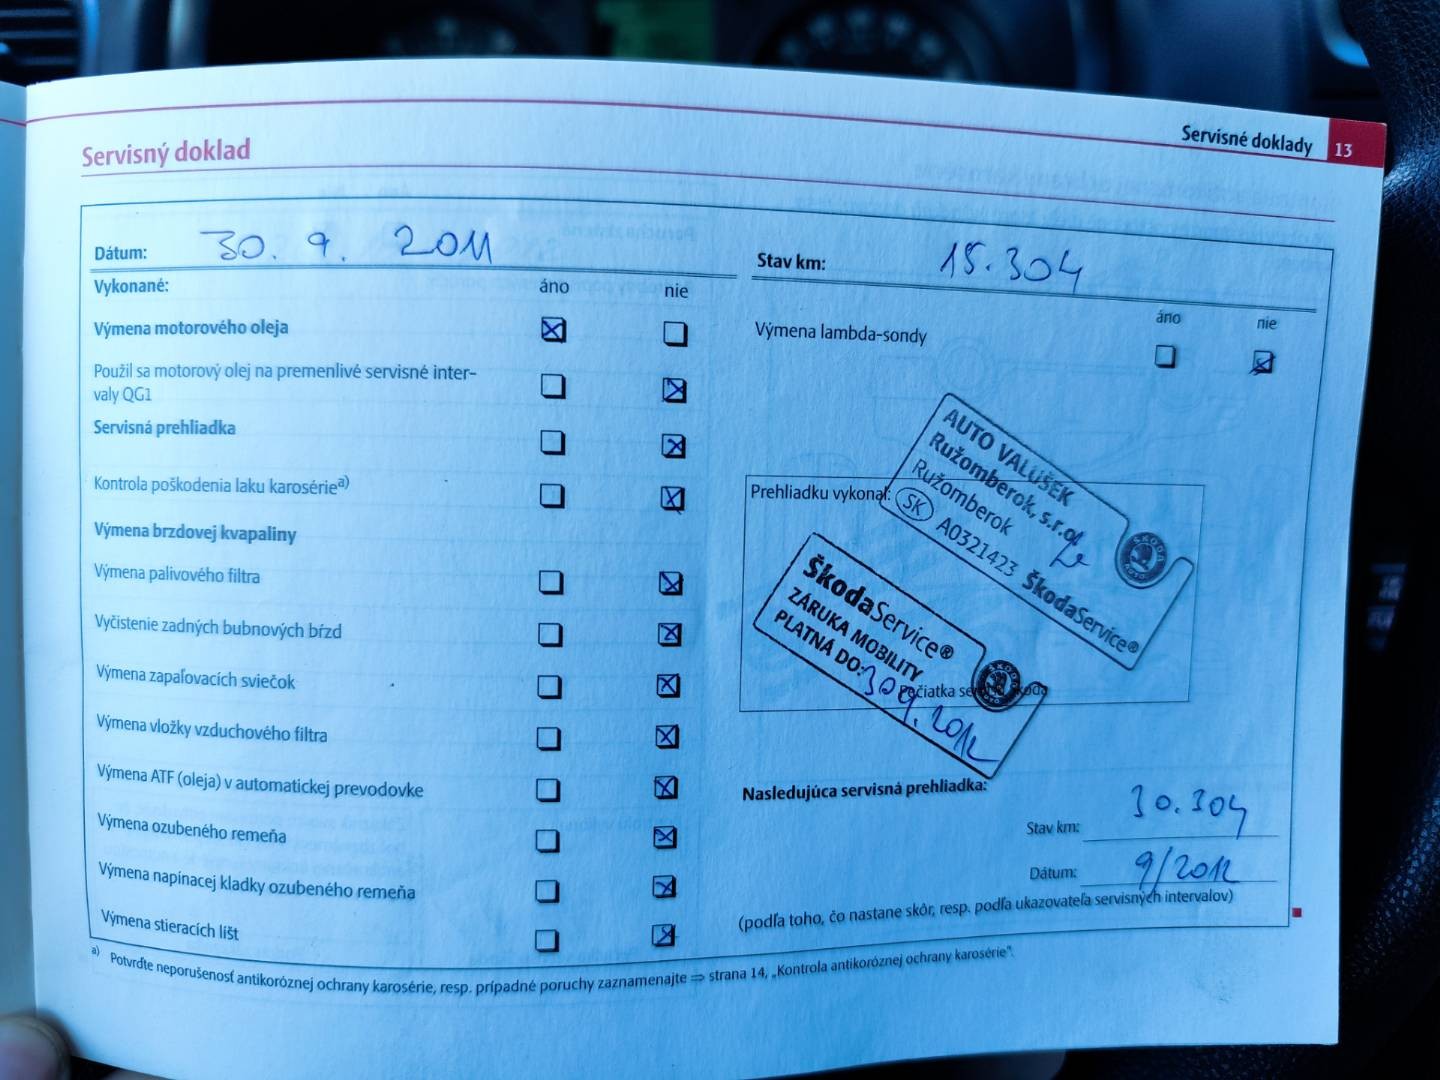 Servisné doklady 13
Servisný doklad
Dátum: 30. 9. 2011
Stav km: 15.304
Vykonané: áno nie
Výmena motorového oleja
Použil sa motorový olej na premenlivé servisné inter-
valy QG1
Servisná prehliadka
Kontrola poškodenia laku karosérieᵃ⁾
Výmena brzdovej kvapaliny
Výmena palivového filtra
Vyčistenie zadných bubnových bŕzd
Výmena zapaľovacích sviečok
Výmena vložky vzduchového filtra
Výmena ATF (oleja) v automatickej prevodovke
Výmena ozubeného remeňa
Výmena napínacej kladky ozubeného remeňa
Výmena stieracích líšt
áno nie
Výmena lambda-sondy
Prehliadku vykonal:
AUTO VALUŠEK
Ružomberok, s.r.o.
Ružomberok
SK A0321423 ŠkodaService®
ŠKODA
AUTO
ŠkodaService®
ZÁRUKA MOBILITY
PLATNÁ DO: 30 9. 2012
ŠKODA
AUTO
Pečiatka servisu Škoda
Nasledujúca servisná prehliadka:
Stav km: 30.304
Dátum: 9/2012
(podľa toho, čo nastane skôr, resp. podľa ukazovateľa servisných intervalov)
ᵃ⁾ Potvrďte neporušenosť antikoróznej ochrany karosérie, resp. prípadné poruchy zaznamenajte ⇒ strana 14, „Kontrola antikoróznej ochrany karosérie".